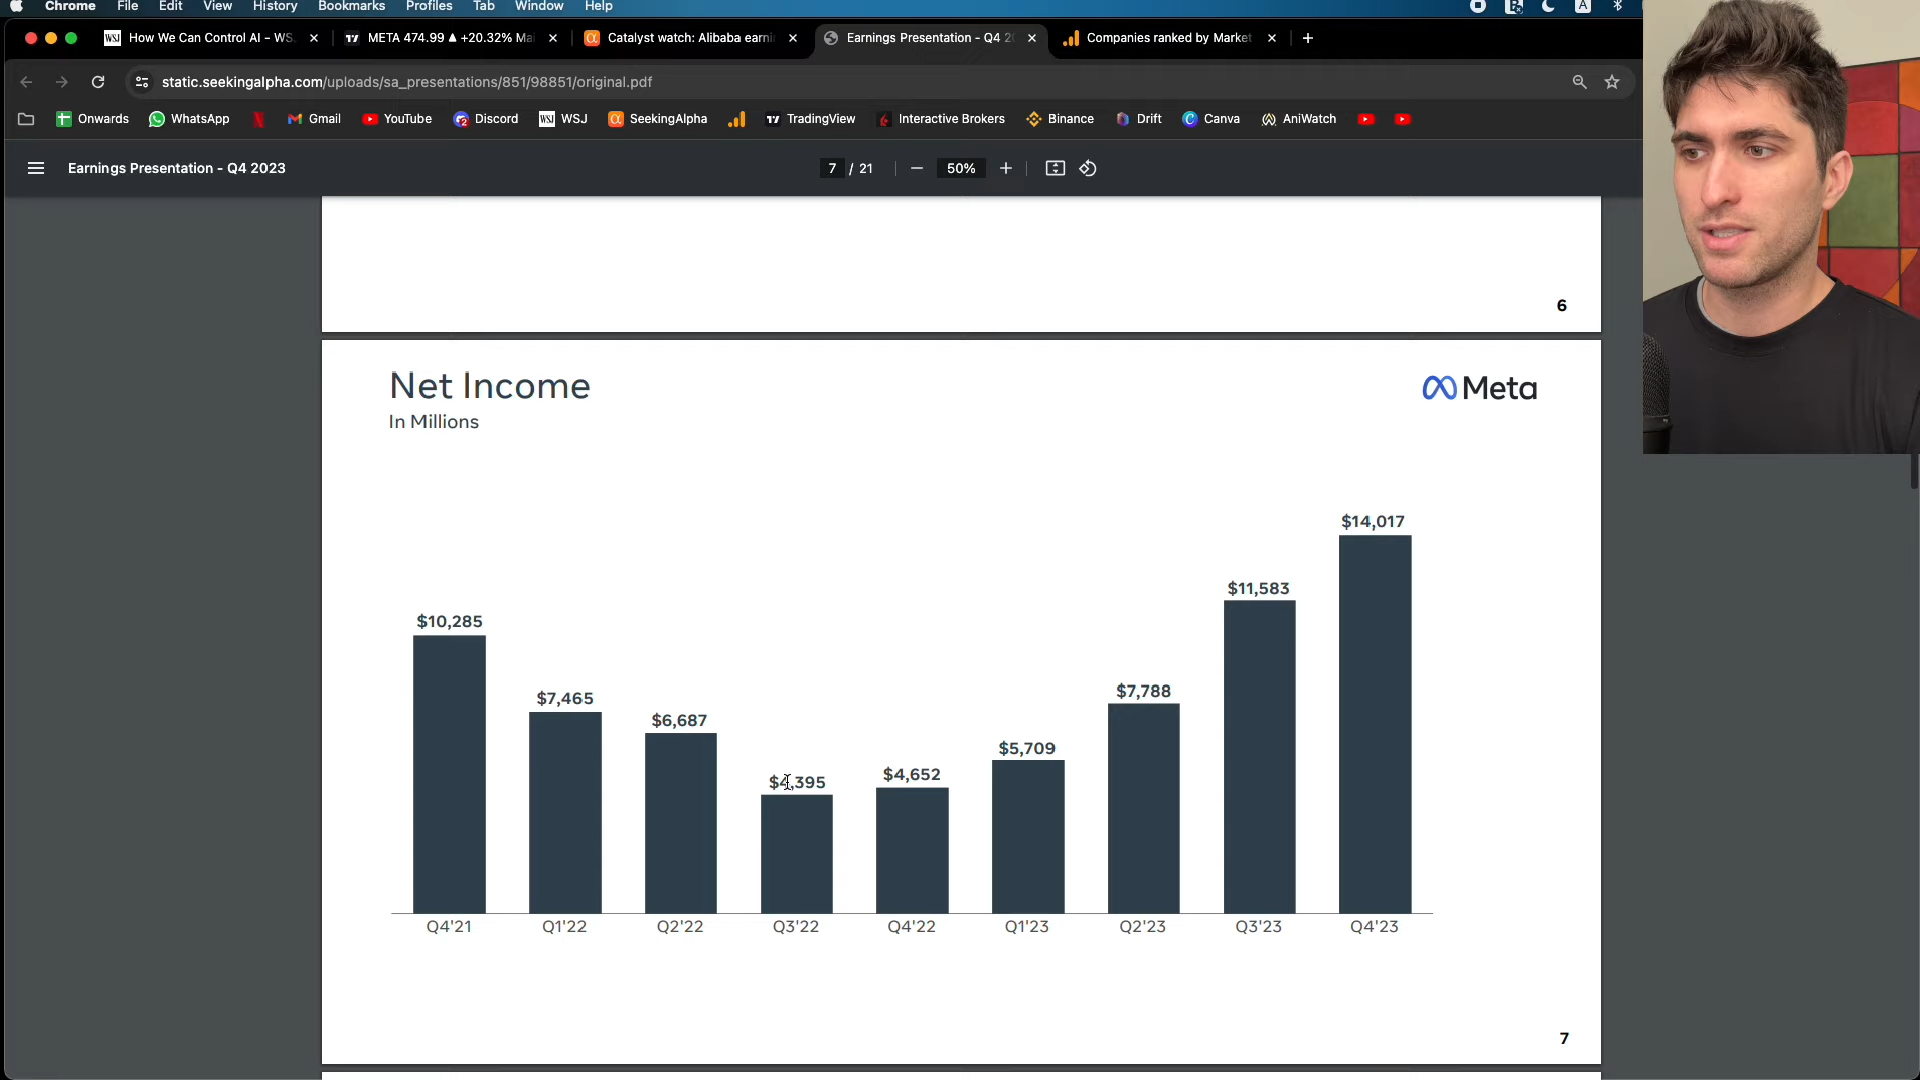 Chrome File Edit View History Bookmarks Profiles Tab Window Help A
WSJ How We Can Control AI – WS META 474.99 ▲ +20.32% Ma Catalyst watch: Alibaba earni Earnings Presentation - Q4 2 Companies ranked by Market
static.seekingalpha.com/uploads/sa_presentations/851/98851/original.pdf
Onwards WhatsApp Gmail YouTube Discord WSJ WSJ SeekingAlpha TradingView Interactive Brokers Binance Drift Canva AniWatch
Earnings Presentation - Q4 2023 7 / 21 50%
6
Net Income
Meta
In Millions
$14,017
$11,583
$10,285
$7,788
$7,465
$6,687
$5,709
$4,652
$4,395
Q4'21 Q1'22 Q2'22 Q3'22 Q4'22 Q1'23 Q2'23 Q3'23 Q4'23
7